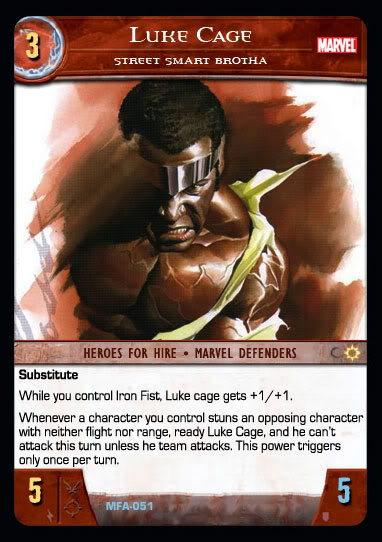 3
Luke Cage
MARVEL
Street Smart Brotha
HEROES FOR HIRE • MARVEL DEFENDERS
C
Substitute
While you control Iron Fist, Luke cage gets +1/+1.
Whenever a character you control stuns an opposing character
with neither flight nor range, ready Luke Cage, and he can't
attack this turn unless he team attacks. This power triggers
only once per turn.
5
MFA-051
5